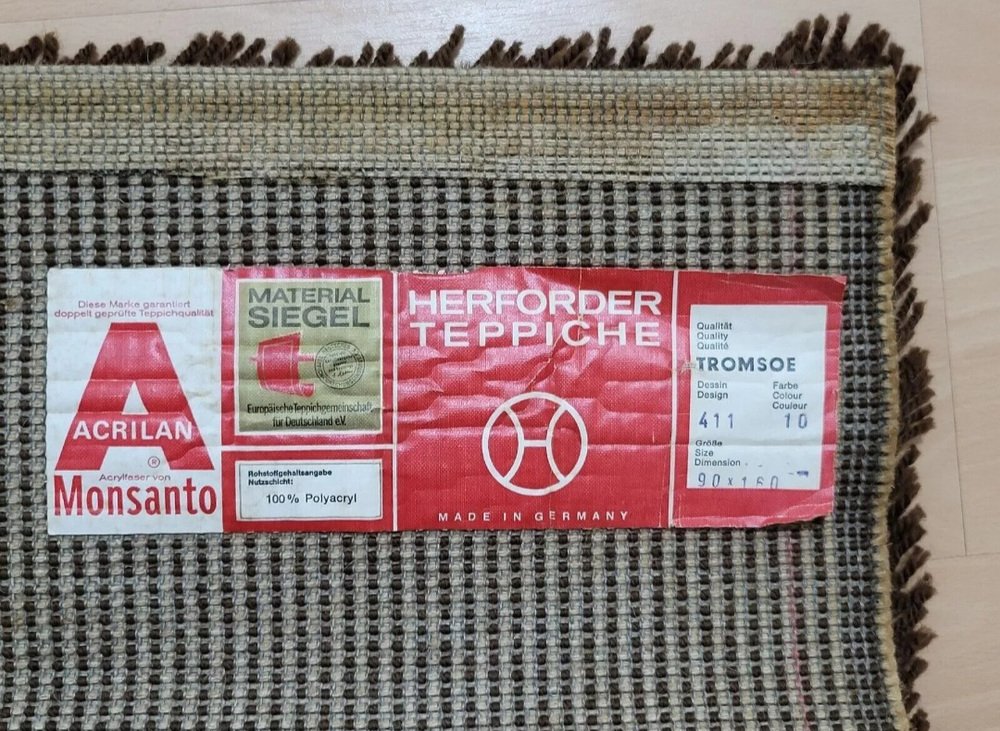 Diese Marke garantiert
doppelt geprüfte Teppichqualität
A
ACRILAN
®
Acrylfaser von
Monsanto
MATERIAL
SIEGEL
Europäische Teppichgemeinschaft
für Deutschland e.V.
Rohstoffgehaltsangabe
Nutzschicht:
100% Polyacryl
HERFORDER
TEPPICHE
H
MADE IN GERMANY
Qualität
Quality
Qualité
TROMSOE
Dessin
Design
411
Farbe
Colour
Couleur
10
Größe
Size
Dimension
90 x 160